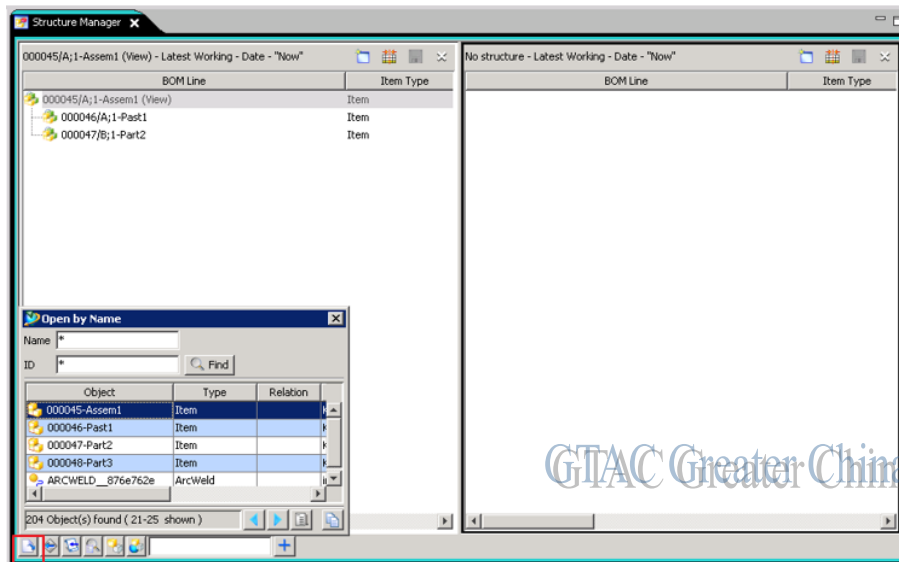 Structure Manager
000045/A;1-Assem1 (View) - Latest Working - Date - "Now"
BOM Line Item Type
000045/A;1-Assem1 (View) Item
000046/A;1-Past1 Item
000047/B;1-Part2 Item
No structure - Latest Working - Date - "Now"
BOM Line Item Type
Open by Name
Name *
ID * Find
Object Type Relation
000045-Assem1 Item
000046-Past1 Item
000047-Part2 Item
000048-Part3 Item
ARCWELD__876e762e ArcWeld
204 Object(s) found ( 21-25 shown )
GTAC Greater Chin